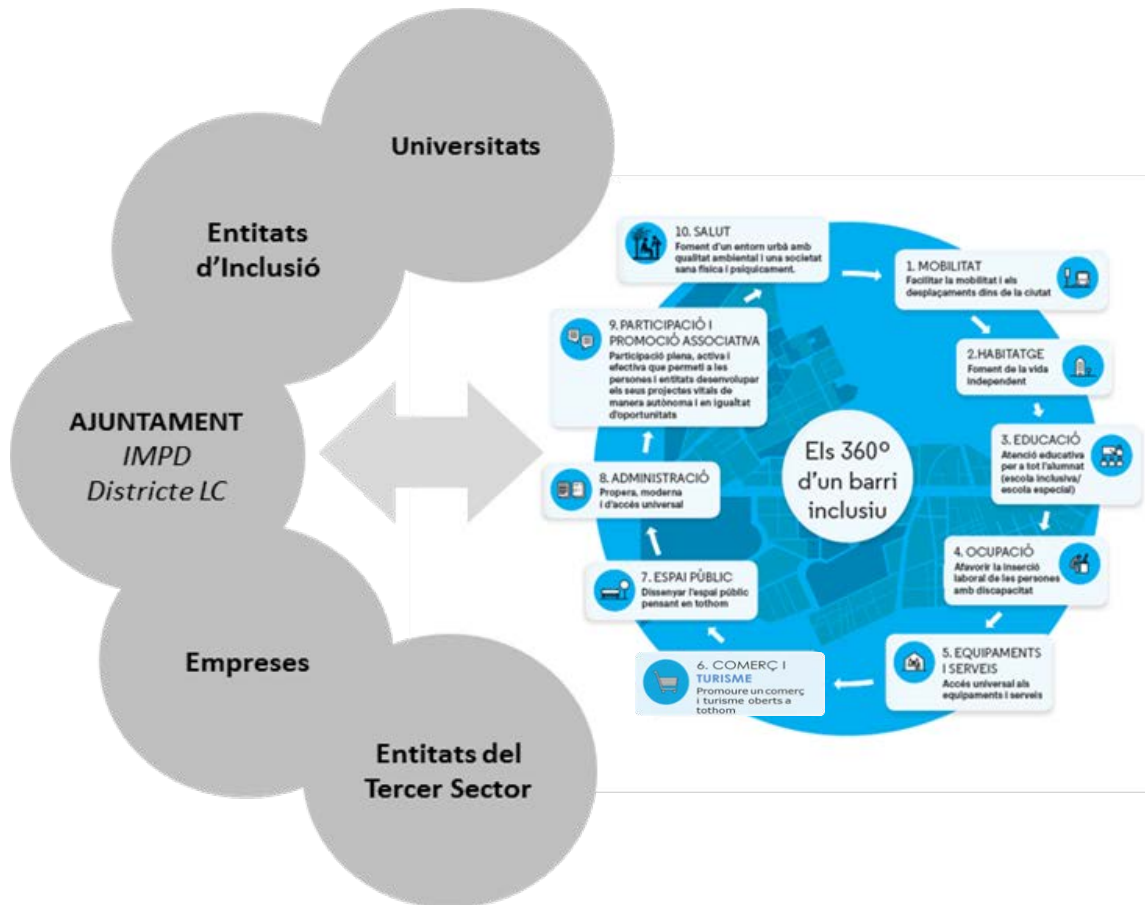 Universitats
Entitats
d'Inclusió
AJUNTAMENT
IMPD
Districte LC
Empreses
Entitats del
Tercer Sector
Els 360º
d'un barri
inclusiu
1. MOBILITAT
Facilitar la mobilitat i els
desplaçaments dins de la ciutat
2.HABITATGE
Foment de la vida
independent
3. EDUCACIÓ
Atenció educativa
per a tot l'alumnat
(escola inclusiva/
escola especial)
4. OCUPACIÓ
Afavorir la inserció
laboral de les persones
amb discapacitat
5. EQUIPAMENTS
I SERVEIS
Accés universal als
equipaments i serveis
6. COMERÇ I
TURISME
Promoure un comerç
i turisme oberts a
tothom
7. ESPAI PÚBLIC
Dissenyar l'espai públic
pensant en tothom
8. ADMINISTRACIÓ
Propera, moderna
i d'accés universal
9. PARTICIPACIÓ I
PROMOCIÓ ASSOCIATIVA
Participació plena, activa i
efectiva que permeti a les
persones i entitats desenvolupar
els seus projectes vitals de
manera autònoma i en igualtat
d'oportunitats
10. SALUT
Foment d'un entorn urbà amb
qualitat ambiental i una societat
sana física i psíquicament.